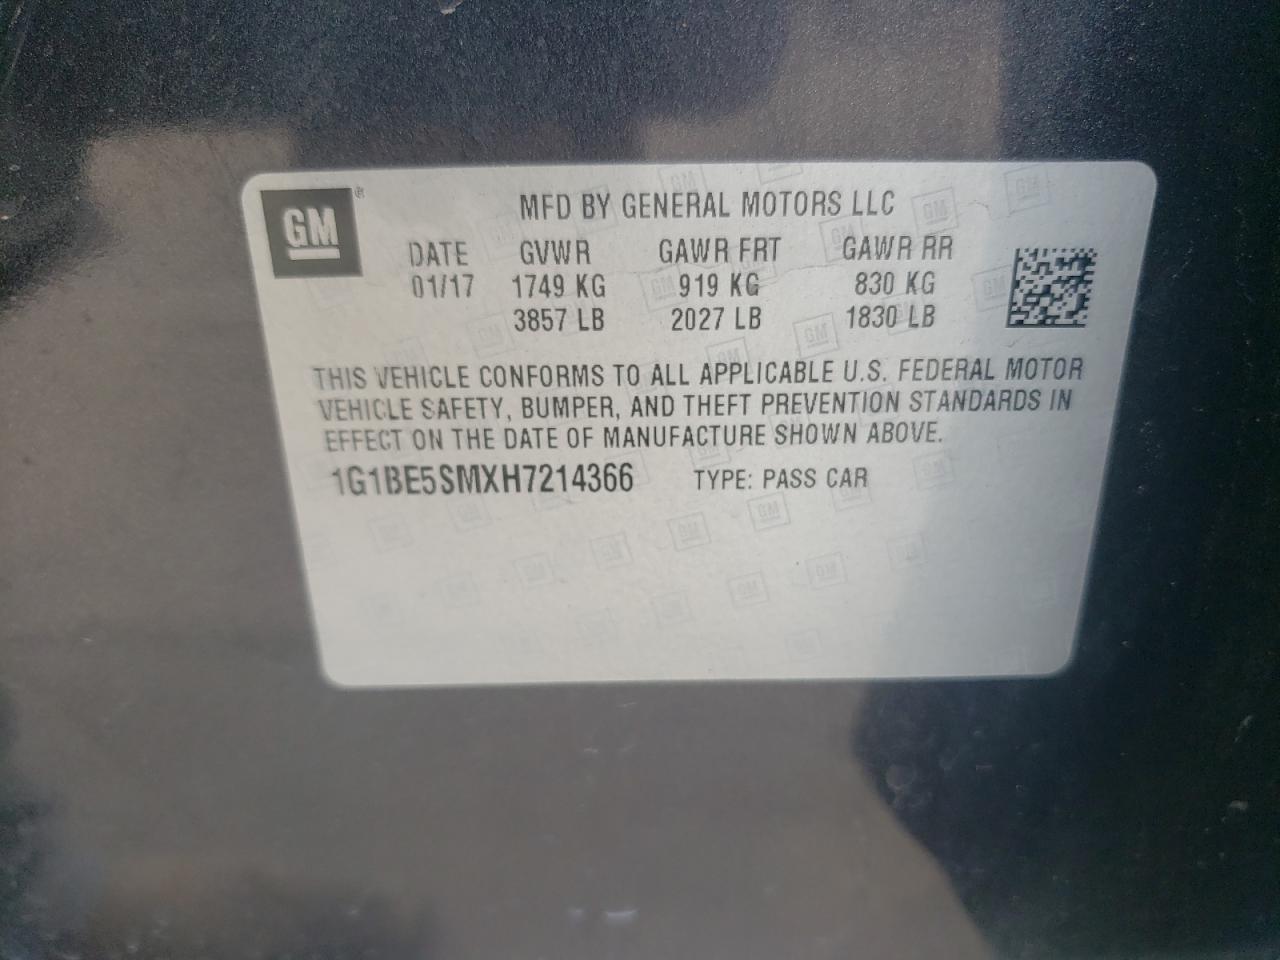 GM ®
MFD BY GENERAL MOTORS LLC
DATE GVWR GAWR FRT GAWR RR
01/17 1749 KG 919 KG 830 KG
3857 LB 2027 LB 1830 LB
THIS VEHICLE CONFORMS TO ALL APPLICABLE U.S. FEDERAL MOTOR
VEHICLE SAFETY, BUMPER, AND THEFT PREVENTION STANDARDS IN
EFFECT ON THE DATE OF MANUFACTURE SHOWN ABOVE.
1G1BE5SMXH7214366 TYPE: PASS CAR